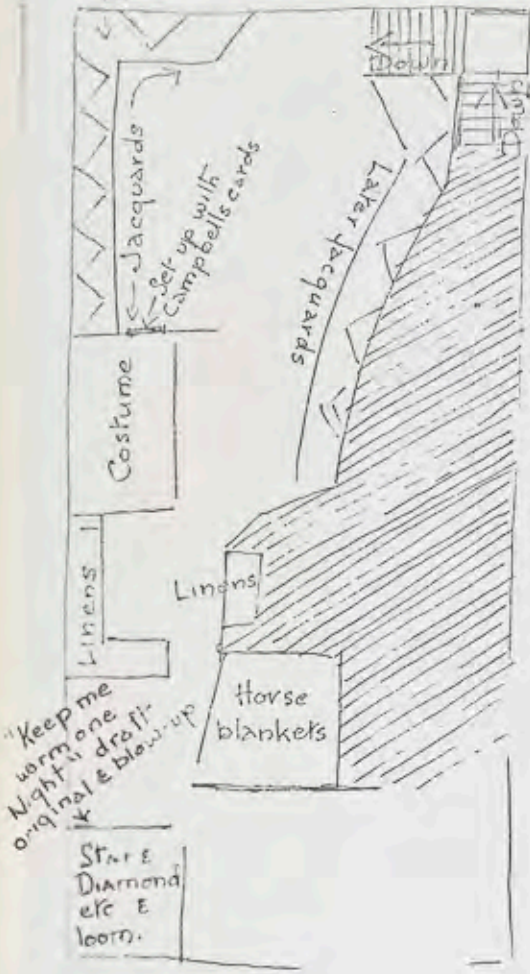 Down
Down
Jacquards
Set-up with
Campbells cards
Later Jacquards
Costume
Linens
Linens
Horse
blankets
"Keep me
warm one
Night" draft-
original & blow-up
Star &
Diamond
etc &
loom.